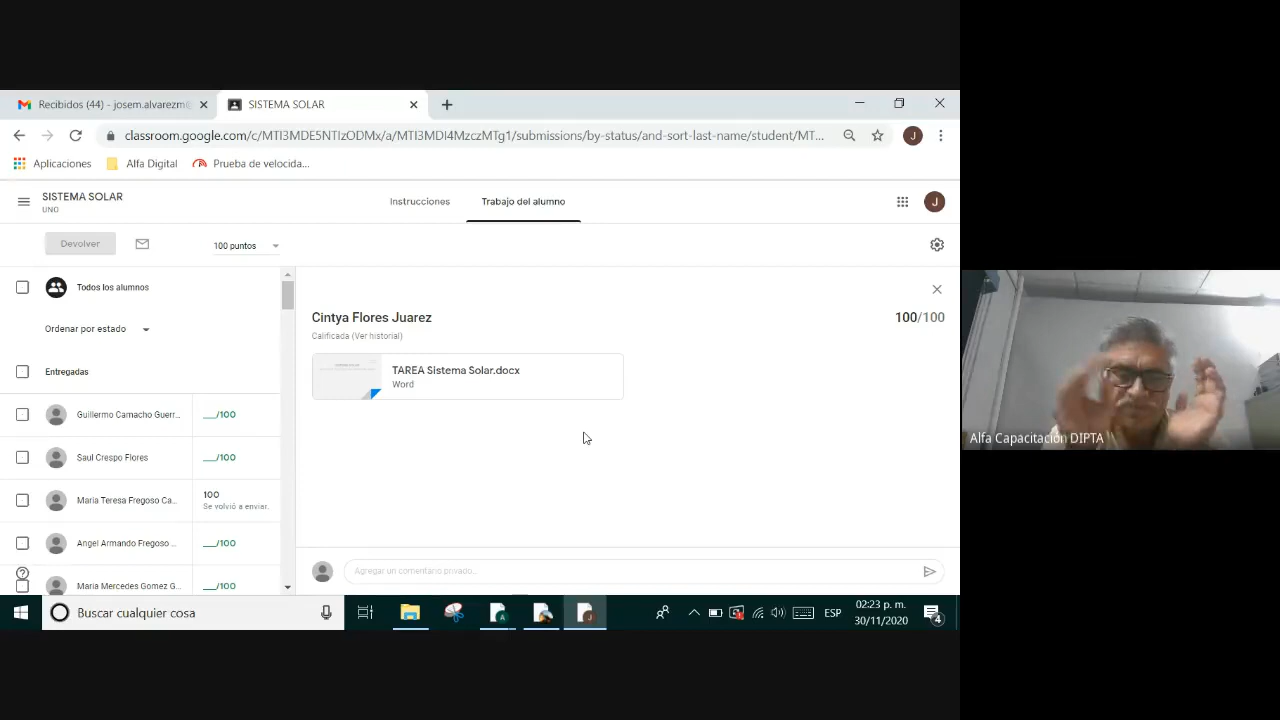 Recibidos (44) - josem.alvarezm@
SISTEMA SOLAR
classroom.google.com/c/MTI3MDE5NTIzODMx/a/MTI3MDI4MzczMTg1/submissions/by-status/and-sort-last-name/student/MT...
Aplicaciones
Alfa Digital
Prueba de velocida...
SISTEMA SOLAR
UNO
Instrucciones
Trabajo del alumno
J
Devolver
100 puntos
Todos los alumnos
Ordenar por estado
Entregadas
Guillermo Camacho Guerr...
__/100
Saul Crespo Flores
__/100
Maria Teresa Fregoso Ca...
100
Se volvió a enviar.
Angel Armando Fregoso ...
__/100
Maria Mercedes Gomez G...
__/100
Cintya Flores Juarez
100/100
Calificada (Ver historial)
TAREA Sistema Solar.docx
Word
Agregar un comentario privado...
Alfa Capacitación DIPTA
Buscar cualquier cosa
ESP
02:23 p. m.
30/11/2020
4